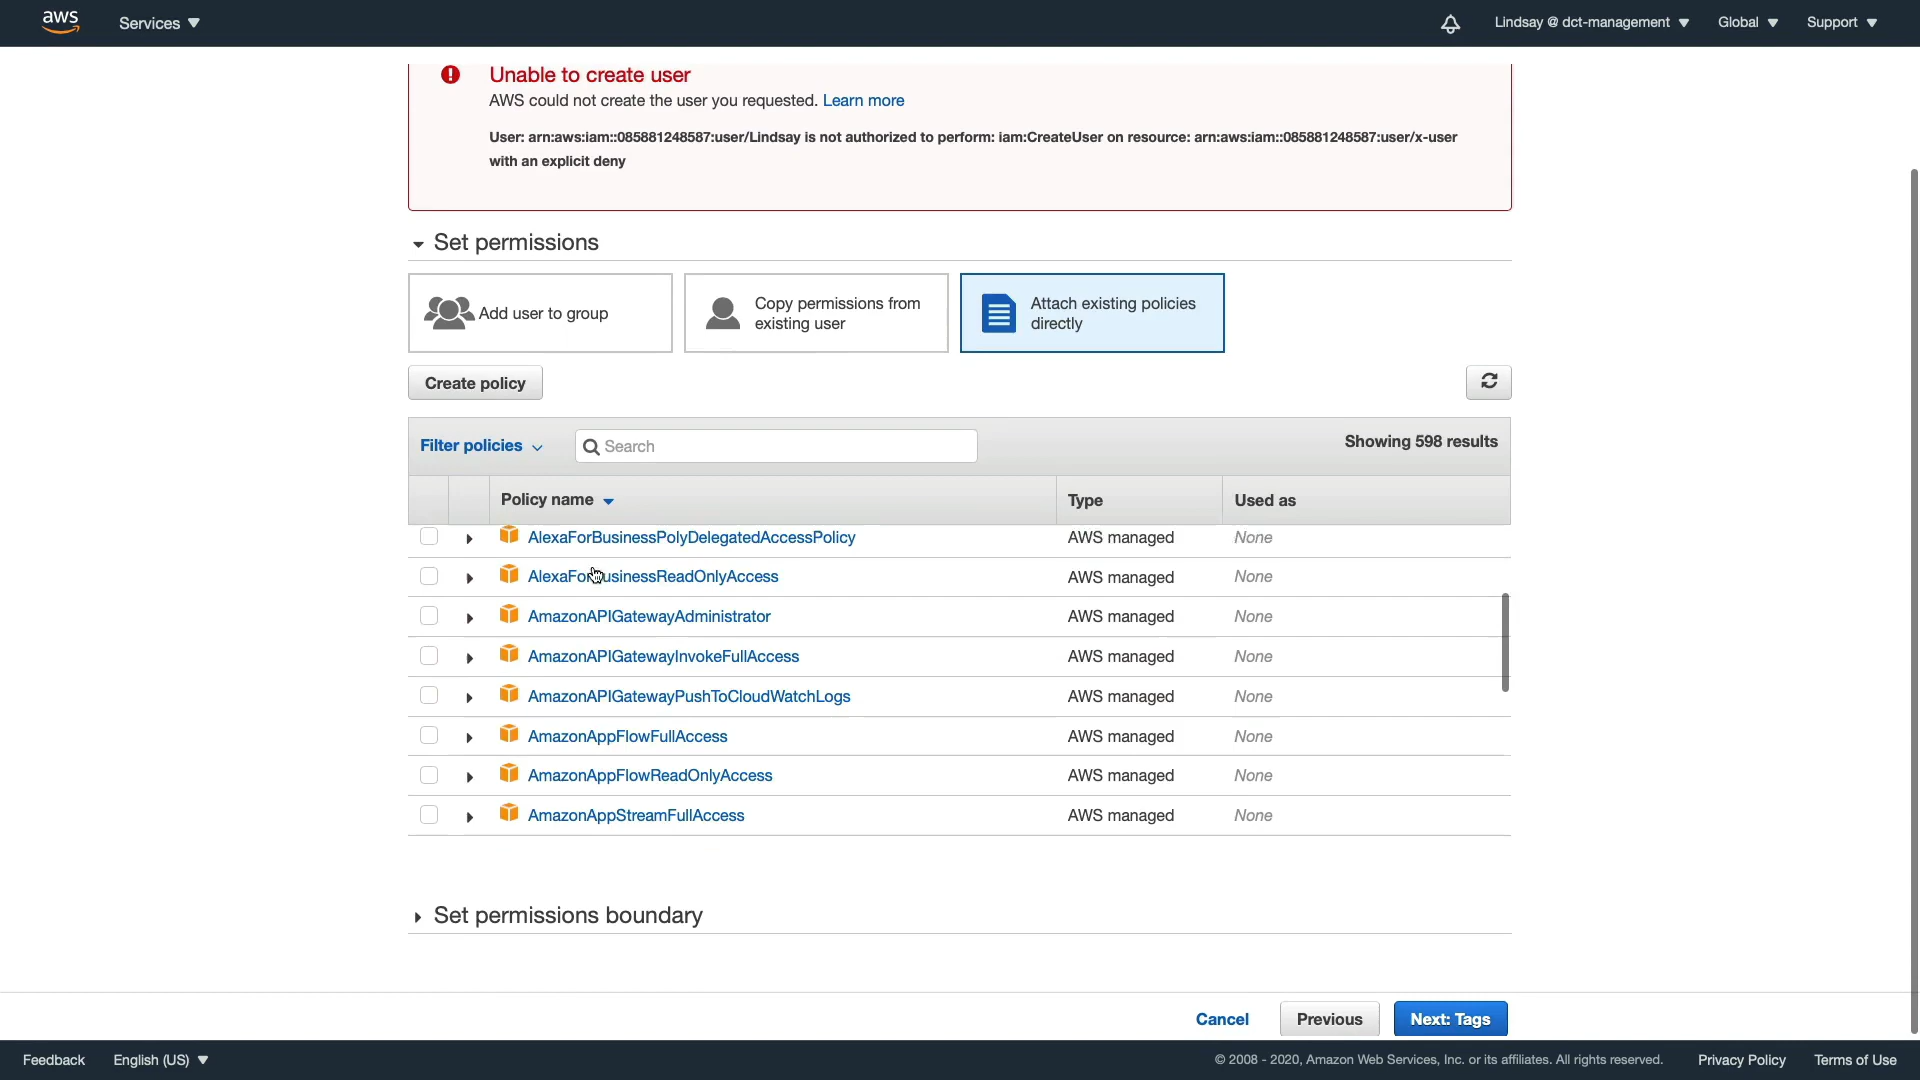 aws Services Lindsay @ dct-management Global Support
Unable to create user
AWS could not create the user you requested. Learn more
User: arn:aws:iam::085881248587:user/Lindsay is not authorized to perform: iam:CreateUser on resource: arn:aws:iam::085881248587:user/x-user
with an explicit deny
Set permissions
Add user to group
Copy permissions from
existing user
Attach existing policies
directly
Create policy
Filter policies Search Showing 598 results
Policy name Type Used as
AlexaForBusinessPolyDelegatedAccessPolicy AWS managed None
AlexaForBusinessReadOnlyAccess AWS managed None
AmazonAPIGatewayAdministrator AWS managed None
AmazonAPIGatewayInvokeFullAccess AWS managed None
AmazonAPIGatewayPushToCloudWatchLogs AWS managed None
AmazonAppFlowFullAccess AWS managed None
AmazonAppFlowReadOnlyAccess AWS managed None
AmazonAppStreamFullAccess AWS managed None
Set permissions boundary
Cancel Previous Next: Tags
Feedback English (US) © 2008 - 2020, Amazon Web Services, Inc. or its affiliates. All rights reserved. Privacy Policy Terms of Use